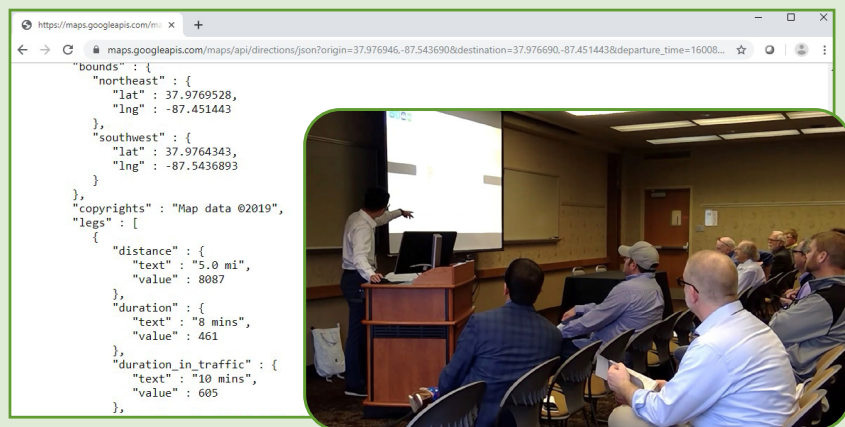 https://maps.googleapis.com/ma
maps.googleapis.com/maps/api/directions/json?origin=37.976946,-87.543690&destination=37.976690,-87.451443&departure_time=16008...
"bounds" : {
"northeast" : {
"lat" : 37.9769528,
"lng" : -87.451443
},
"southwest" : {
"lat" : 37.9764343,
"lng" : -87.5436893
}
},
"copyrights" : "Map data ©2019",
"legs" : [
{
"distance" : {
"text" : "5.0 mi",
"value" : 8087
},
"duration" : {
"text" : "8 mins",
"value" : 461
},
"duration_in_traffic" : {
"text" : "10 mins",
"value" : 605
},